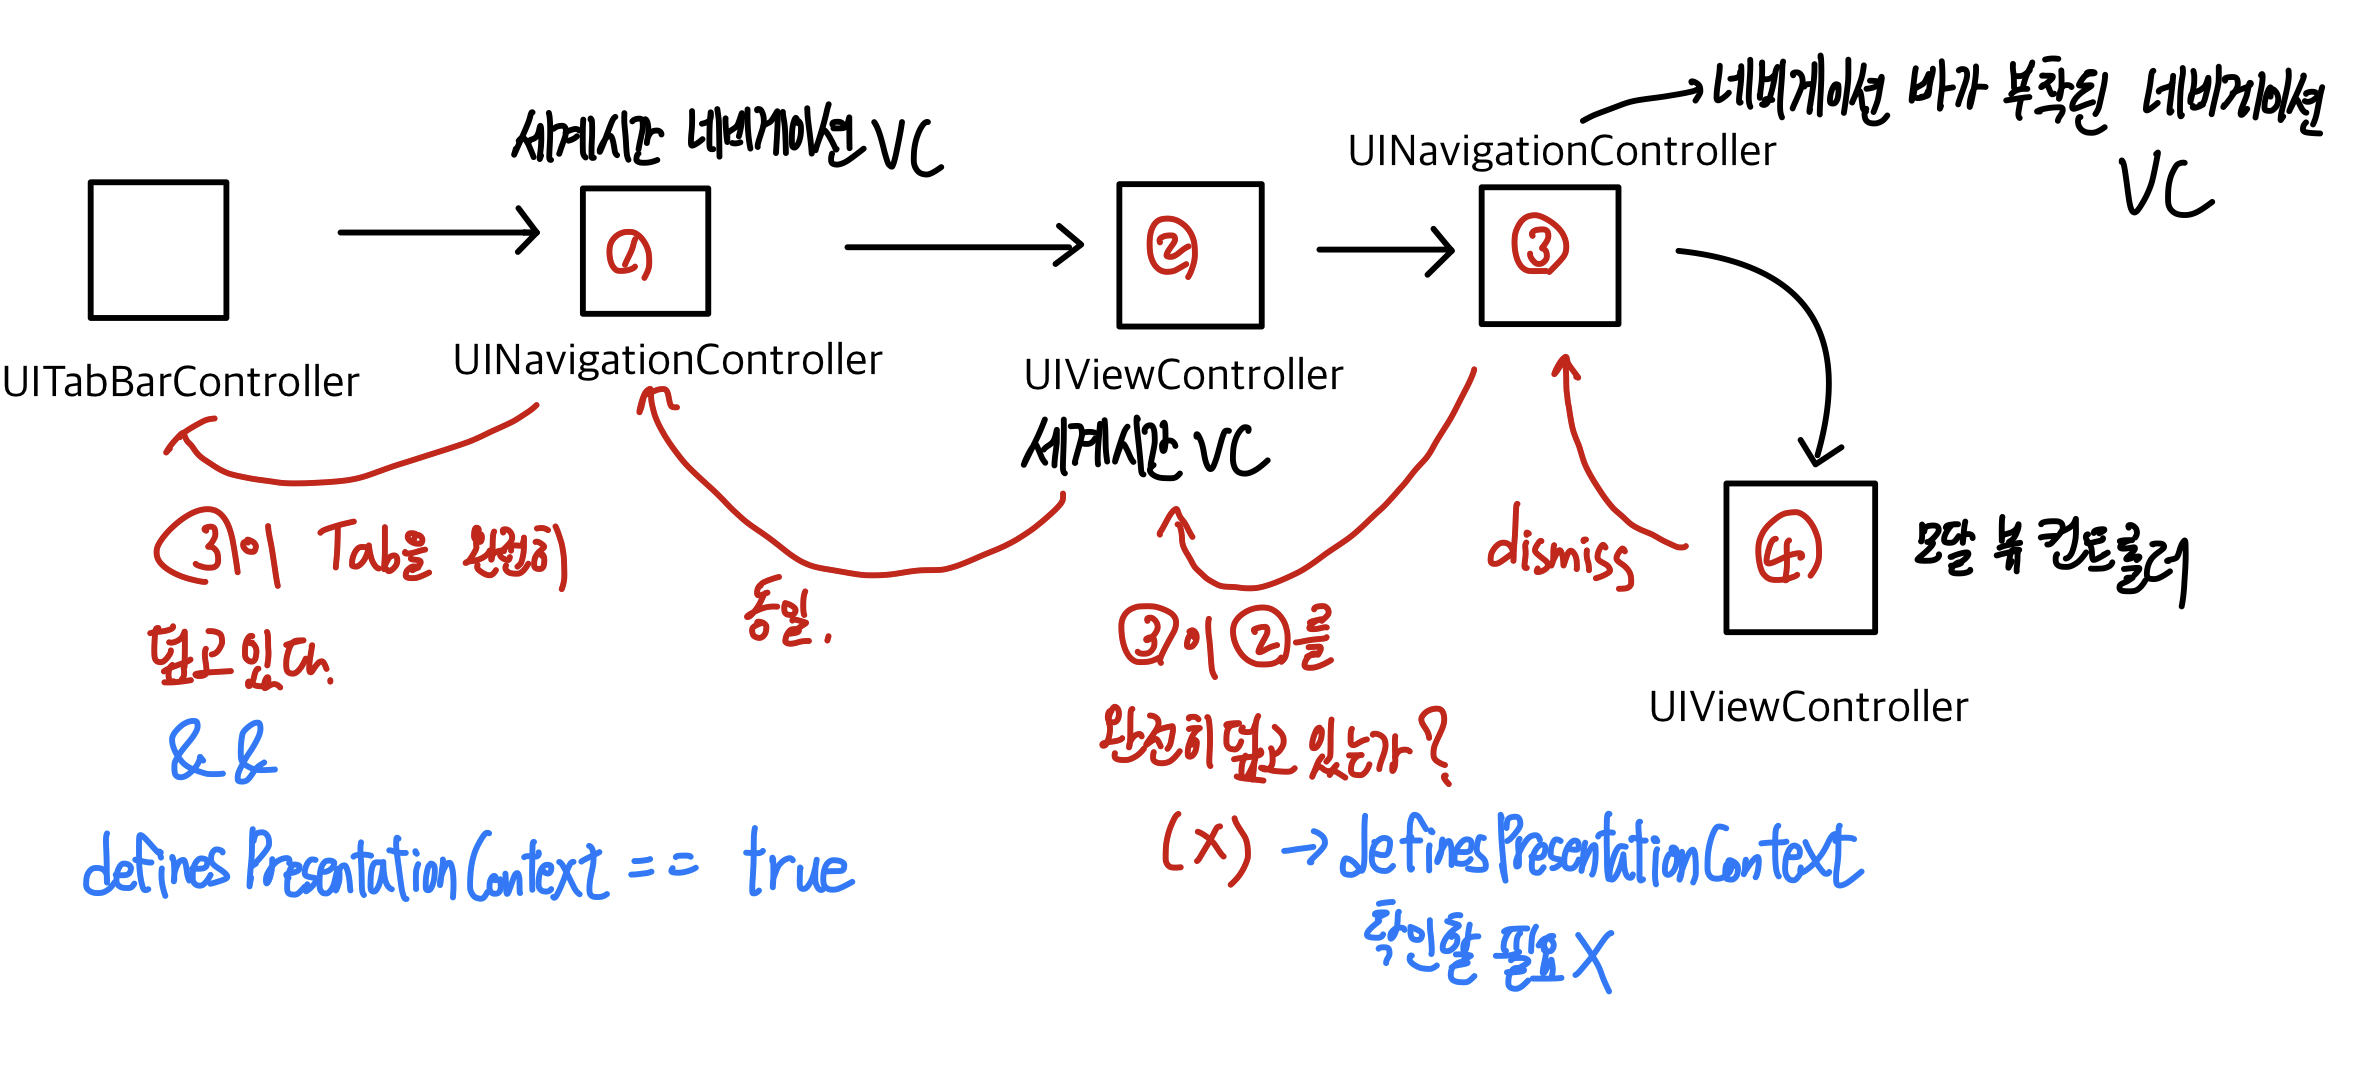 네비게이션 바가 부착된 네비게이션
VC
세계시간 네비게이션 VC
UINavigationController
①
②
③
UITabBarController
UINavigationController
UIViewController
세계시간 VC
dismiss
④
모달 뷰 컨트롤러
UIViewController
③이 Tab을 완전히
덮고있다.
&&
definesPresentationContext == true
동일.
③이 ②를
완전히 덮고 있는가?
(X) → definesPresentationContext
확인할 필요 X